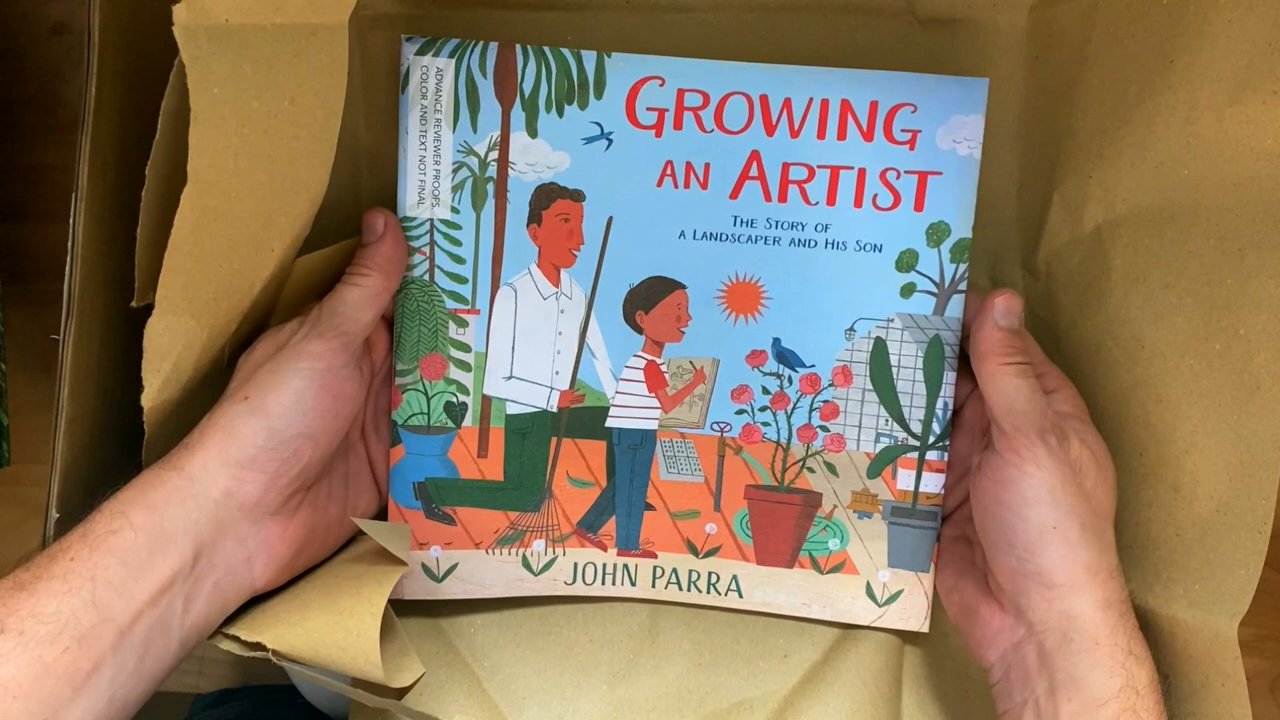 ADVANCE REVIEWER PROOFS.
COLOR AND TEXT NOT FINAL.
GROWING
AN ARTIST
THE STORY OF
A LANDSCAPER AND HIS SON
JOHN PARRA